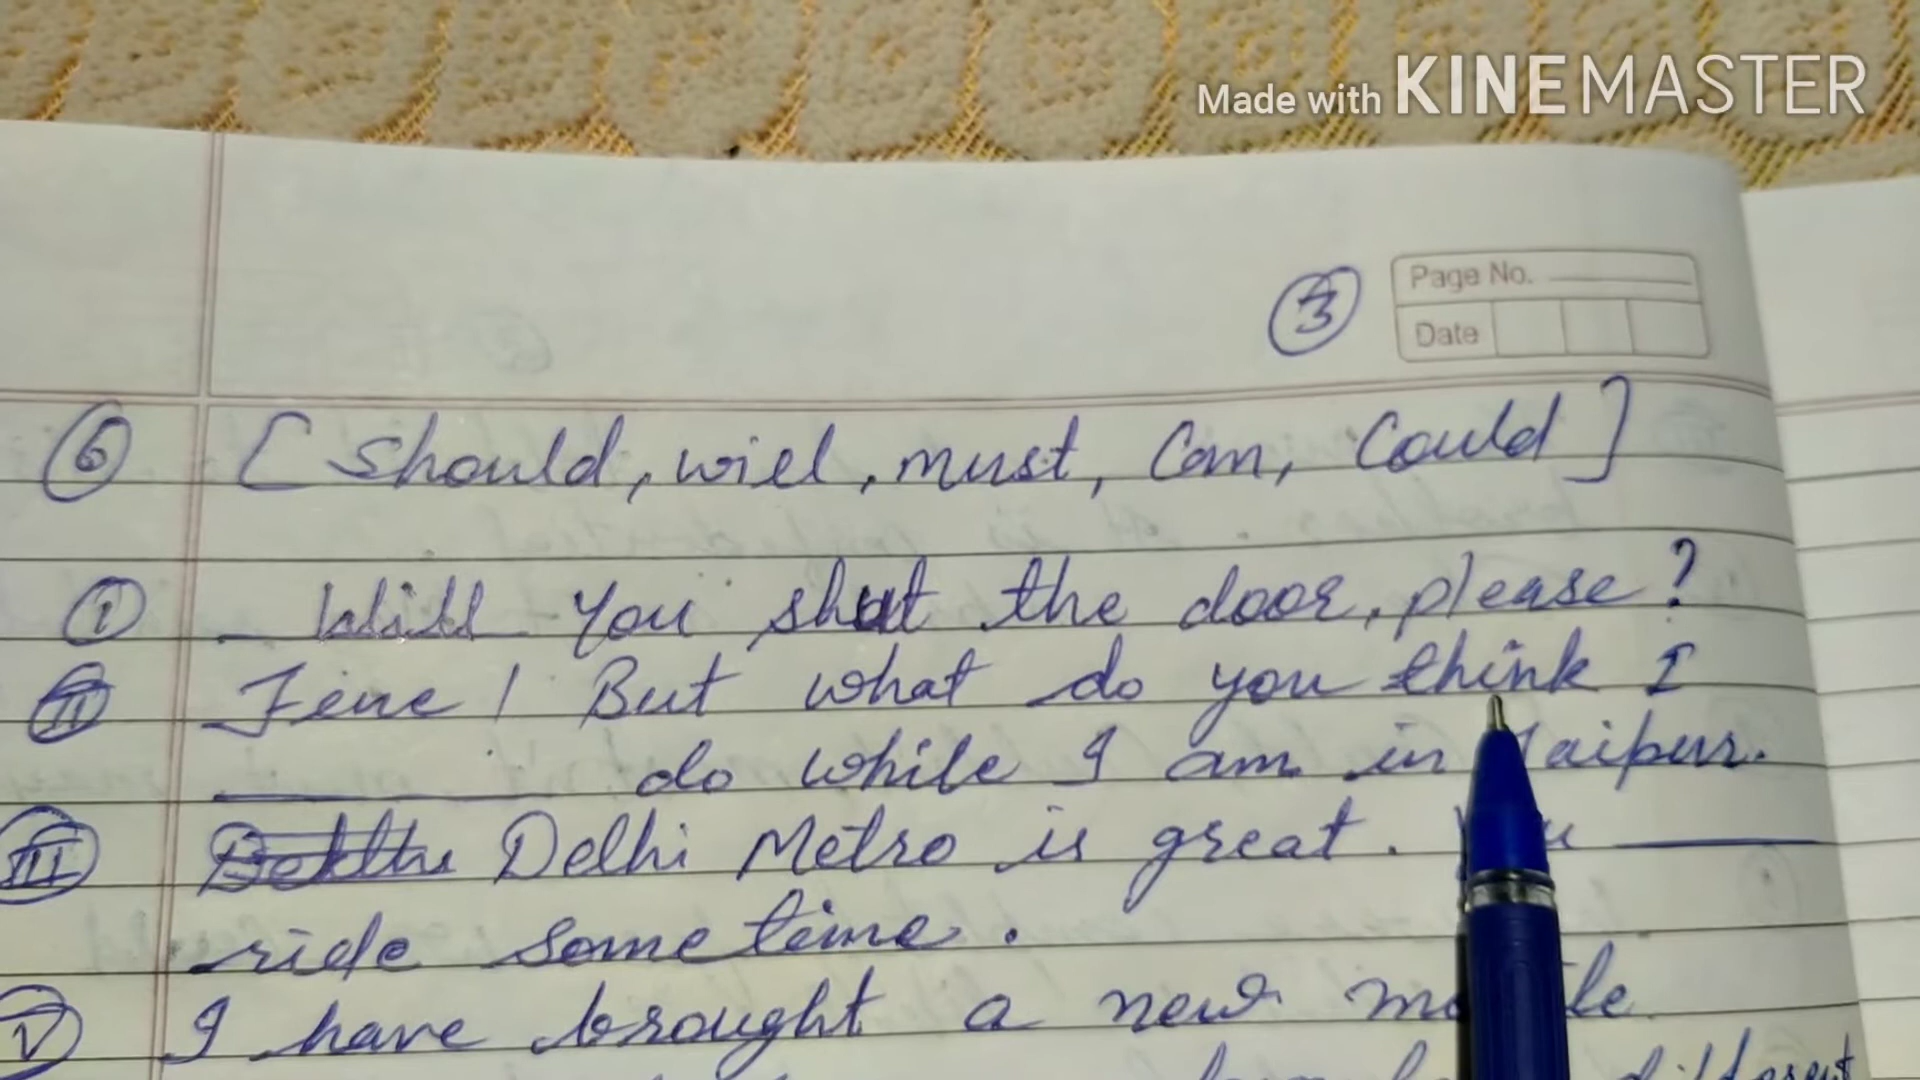 Made with KINEMASTER
3
Page No.
Date
6 [ Should, will, must, Can, Could ]
I Will you shut the door, please?
II Fine! But what do you think I
do while I am in Jaipur.
III Delhi Metro is great.
ride sometime.
I have brought a new
different